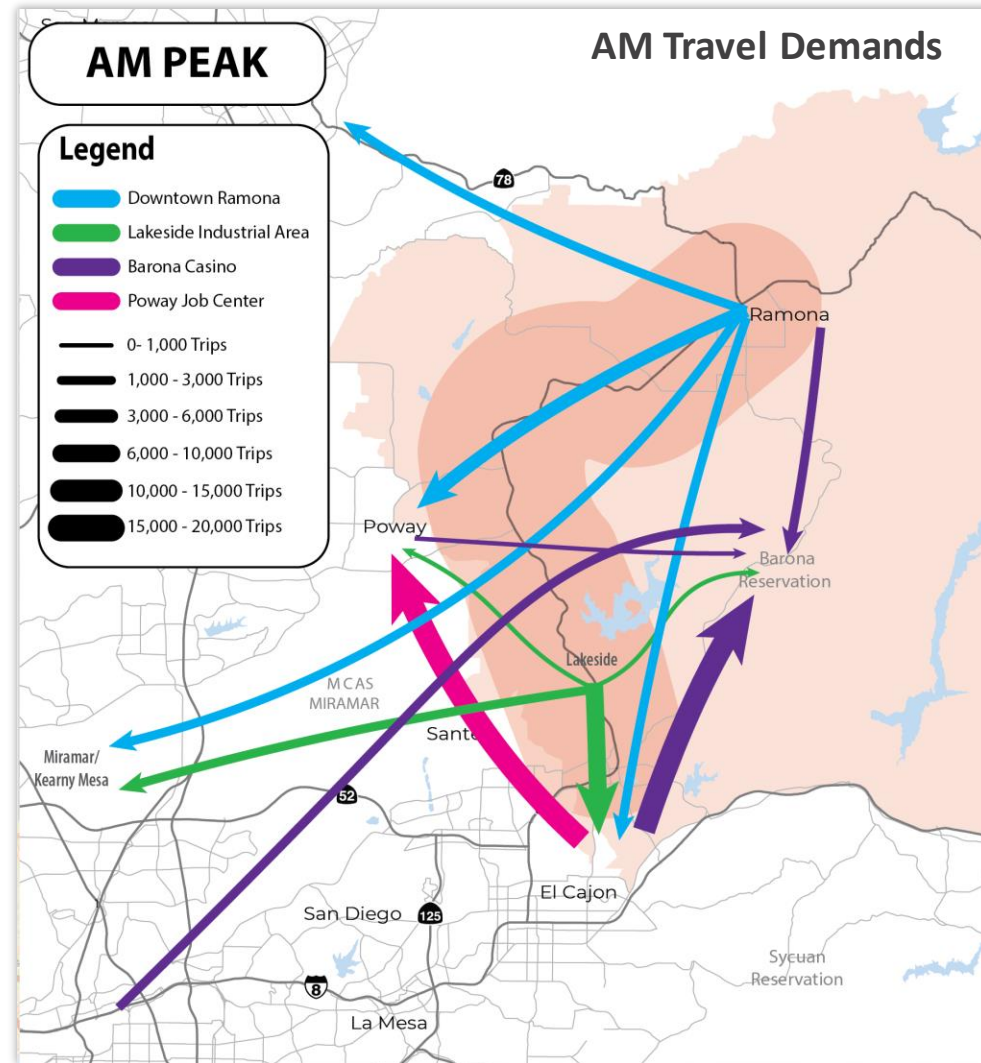 AM PEAK
AM Travel Demands
Legend
Downtown Ramona
Lakeside Industrial Area
Barona Casino
Poway Job Center
0- 1,000 Trips
1,000 - 3,000 Trips
3,000 - 6,000 Trips
6,000 - 10,000 Trips
10,000 - 15,000 Trips
15,000 - 20,000 Trips
78
Ramona
Poway
Barona
Reservation
Lakeside
MCAS
MIRAMAR
Miramar/
Kearny Mesa
52
El Cajon
San Diego
125
Sycuan
Reservation
8
La Mesa